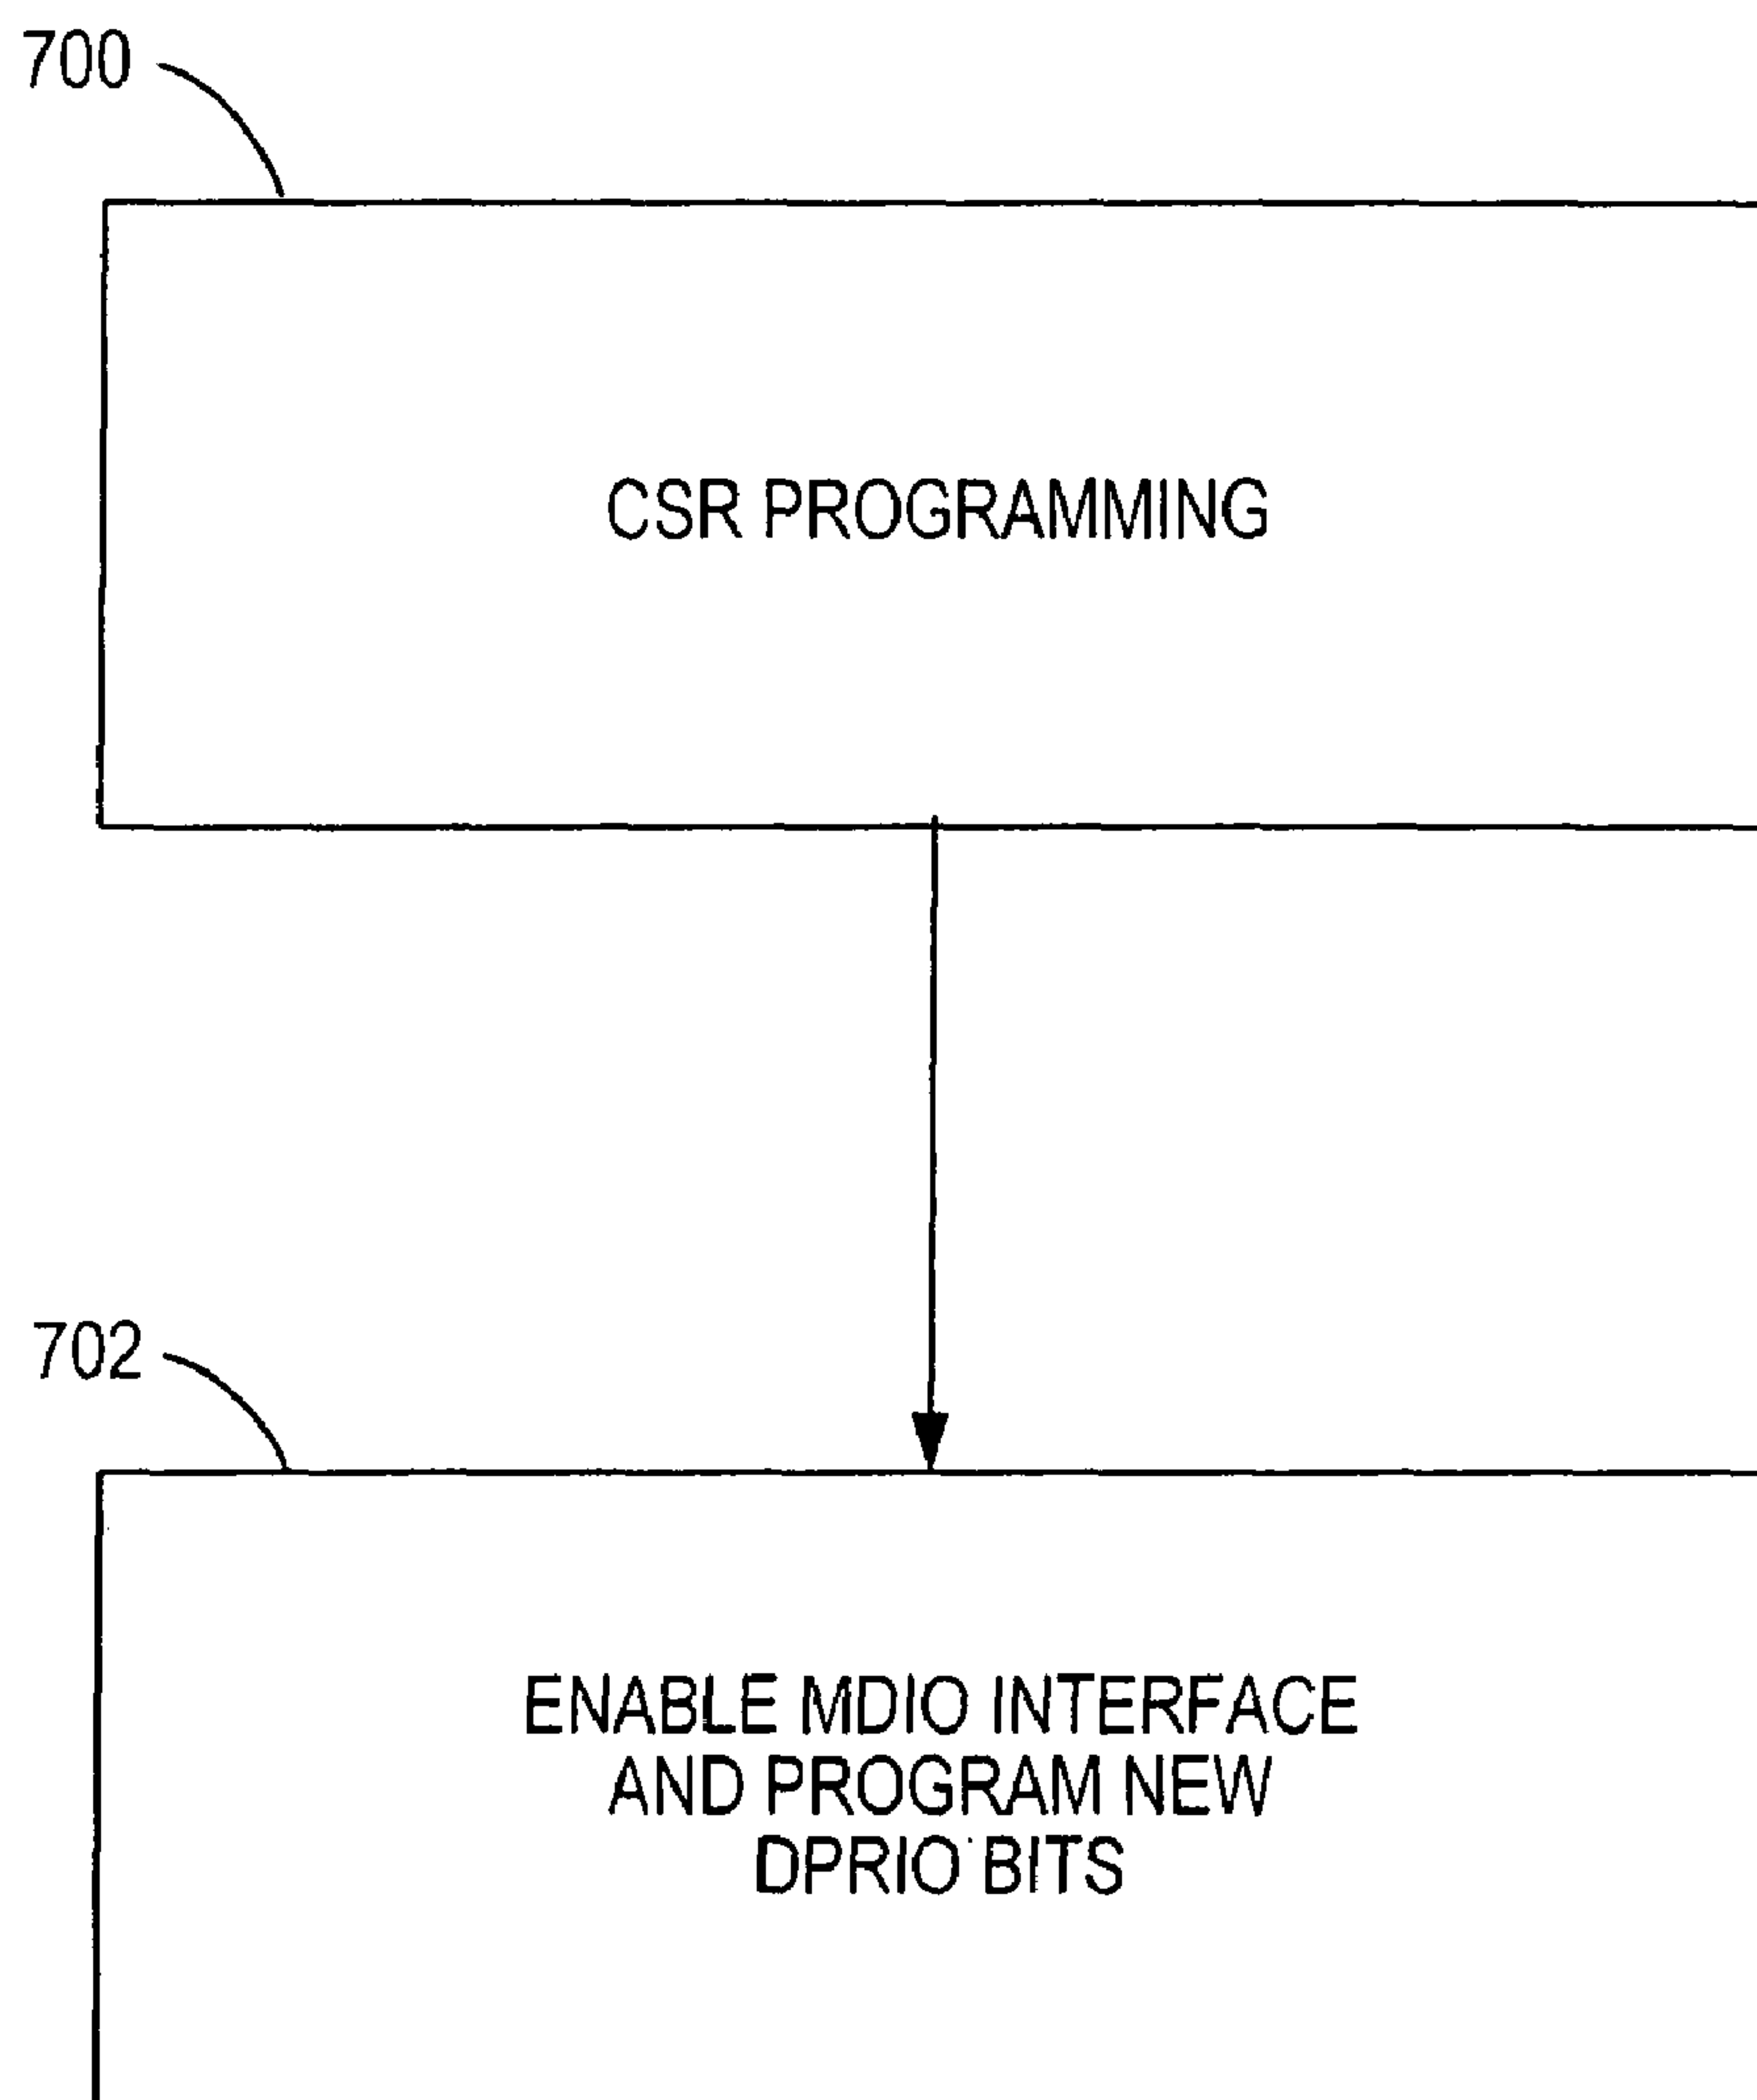 700
CSR PROGRAMMING
702
ENABLE MDIO INTERFACE
AND PROGRAM NEW
DPRIO BITS